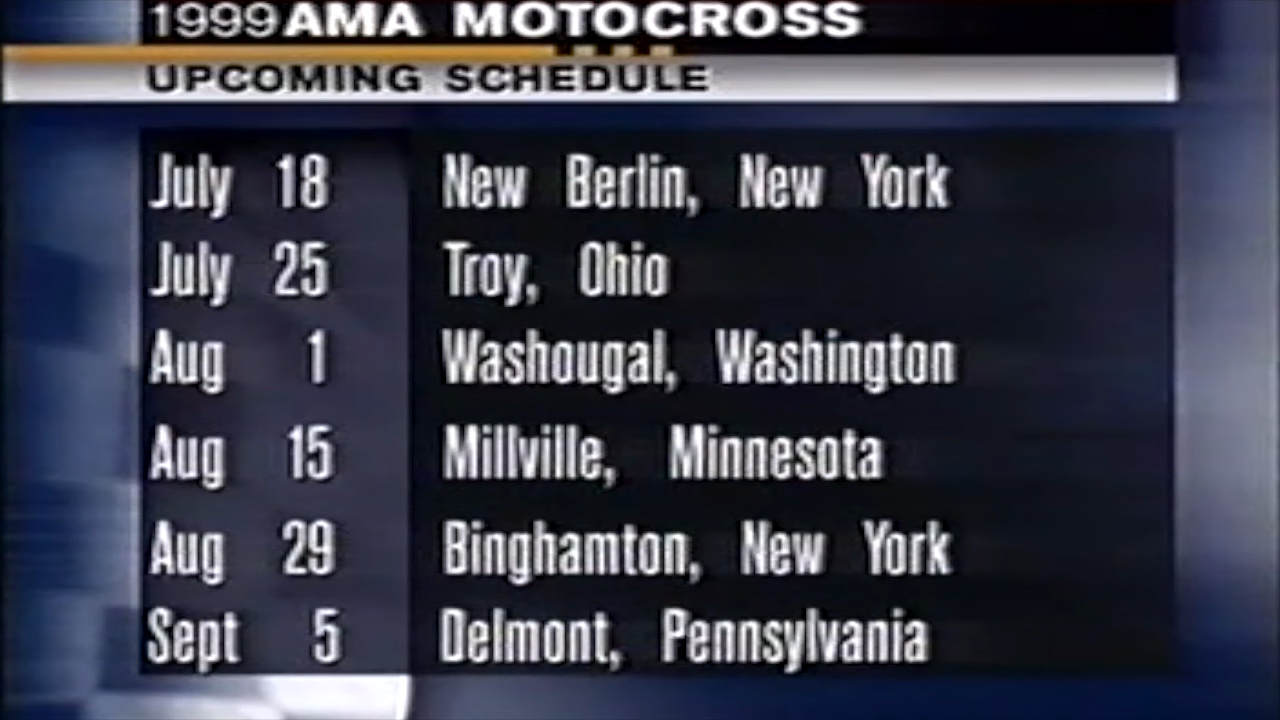 1999 AMA MOTOCROSS
UPCOMING SCHEDULE
July 18 New Berlin, New York
July 25 Troy, Ohio
Aug 1 Washougal, Washington
Aug 15 Millville, Minnesota
Aug 29 Binghamton, New York
Sept 5 Delmont, Pennsylvania